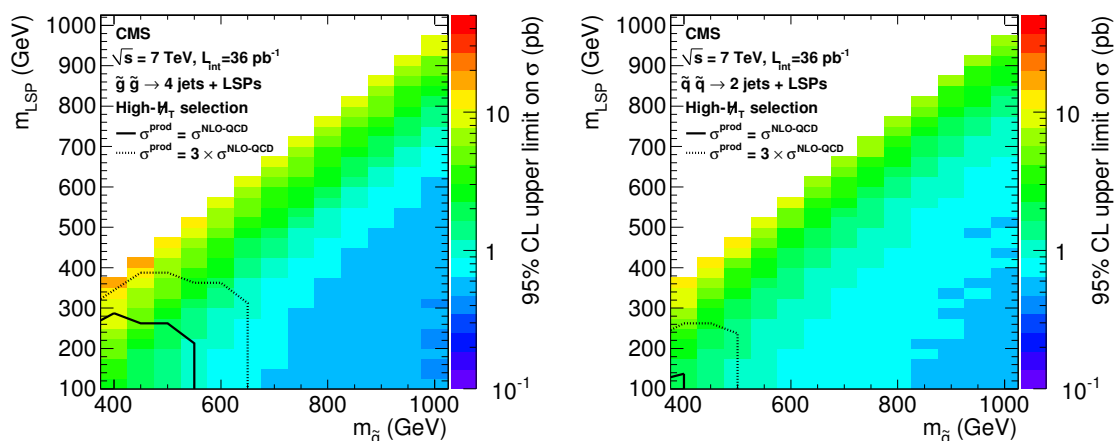 CMS
√s = 7 TeV, L_int=36 pb⁻¹
g̃ g̃ → 4 jets + LSPs
High-H̸_T selection
σ^prod = σ^NLO-QCD
σ^prod = 3 × σ^NLO-QCD
m_LSP (GeV)
1000
900
800
700
600
500
400
300
200
100
400 600 800 1000
m_g̃ (GeV)
10
1
10⁻¹
95% CL upper limit on σ (pb)
CMS
√s = 7 TeV, L_int=36 pb⁻¹
q̃ q̃ → 2 jets + LSPs
High-H̸_T selection
σ^prod = σ^NLO-QCD
σ^prod = 3 × σ^NLO-QCD
m_LSP (GeV)
1000
900
800
700
600
500
400
300
200
100
400 600 800 1000
m_q̃ (GeV)
10
1
10⁻¹
95% CL upper limit on σ (pb)